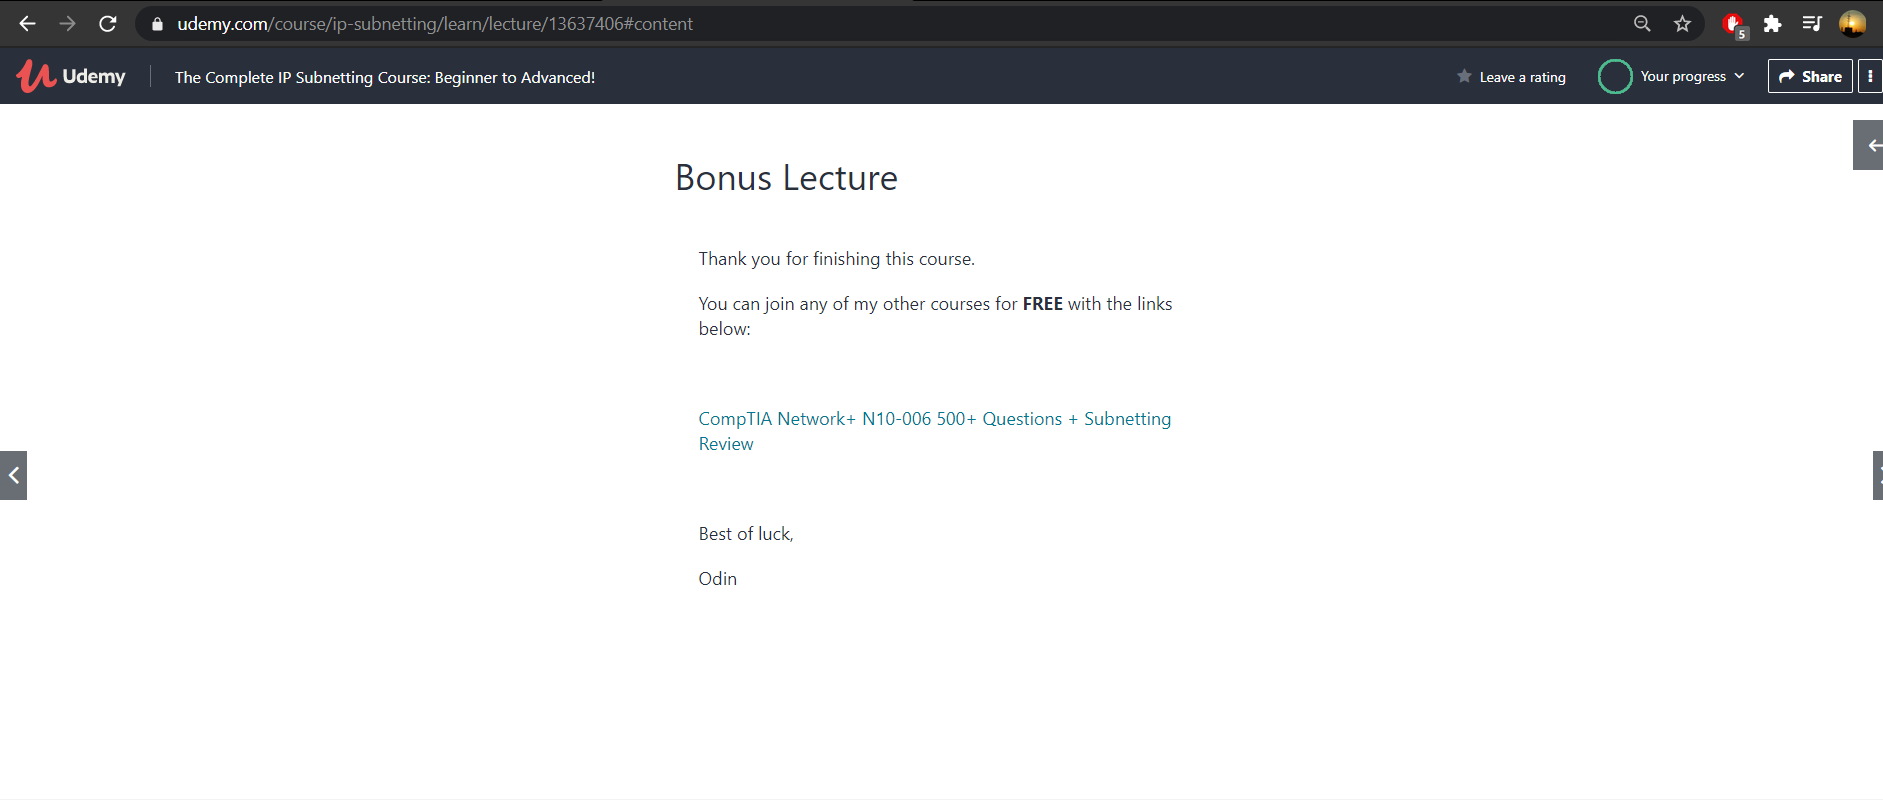 udemy.com/course/ip-subnetting/learn/lecture/13637406#content
5
Udemy
The Complete IP Subnetting Course: Beginner to Advanced!
Leave a rating
Your progress
Share
Bonus Lecture
Thank you for finishing this course.
You can join any of my other courses for FREE with the links
below:
CompTIA Network+ N10-006 500+ Questions + Subnetting
Review
Best of luck,
Odin